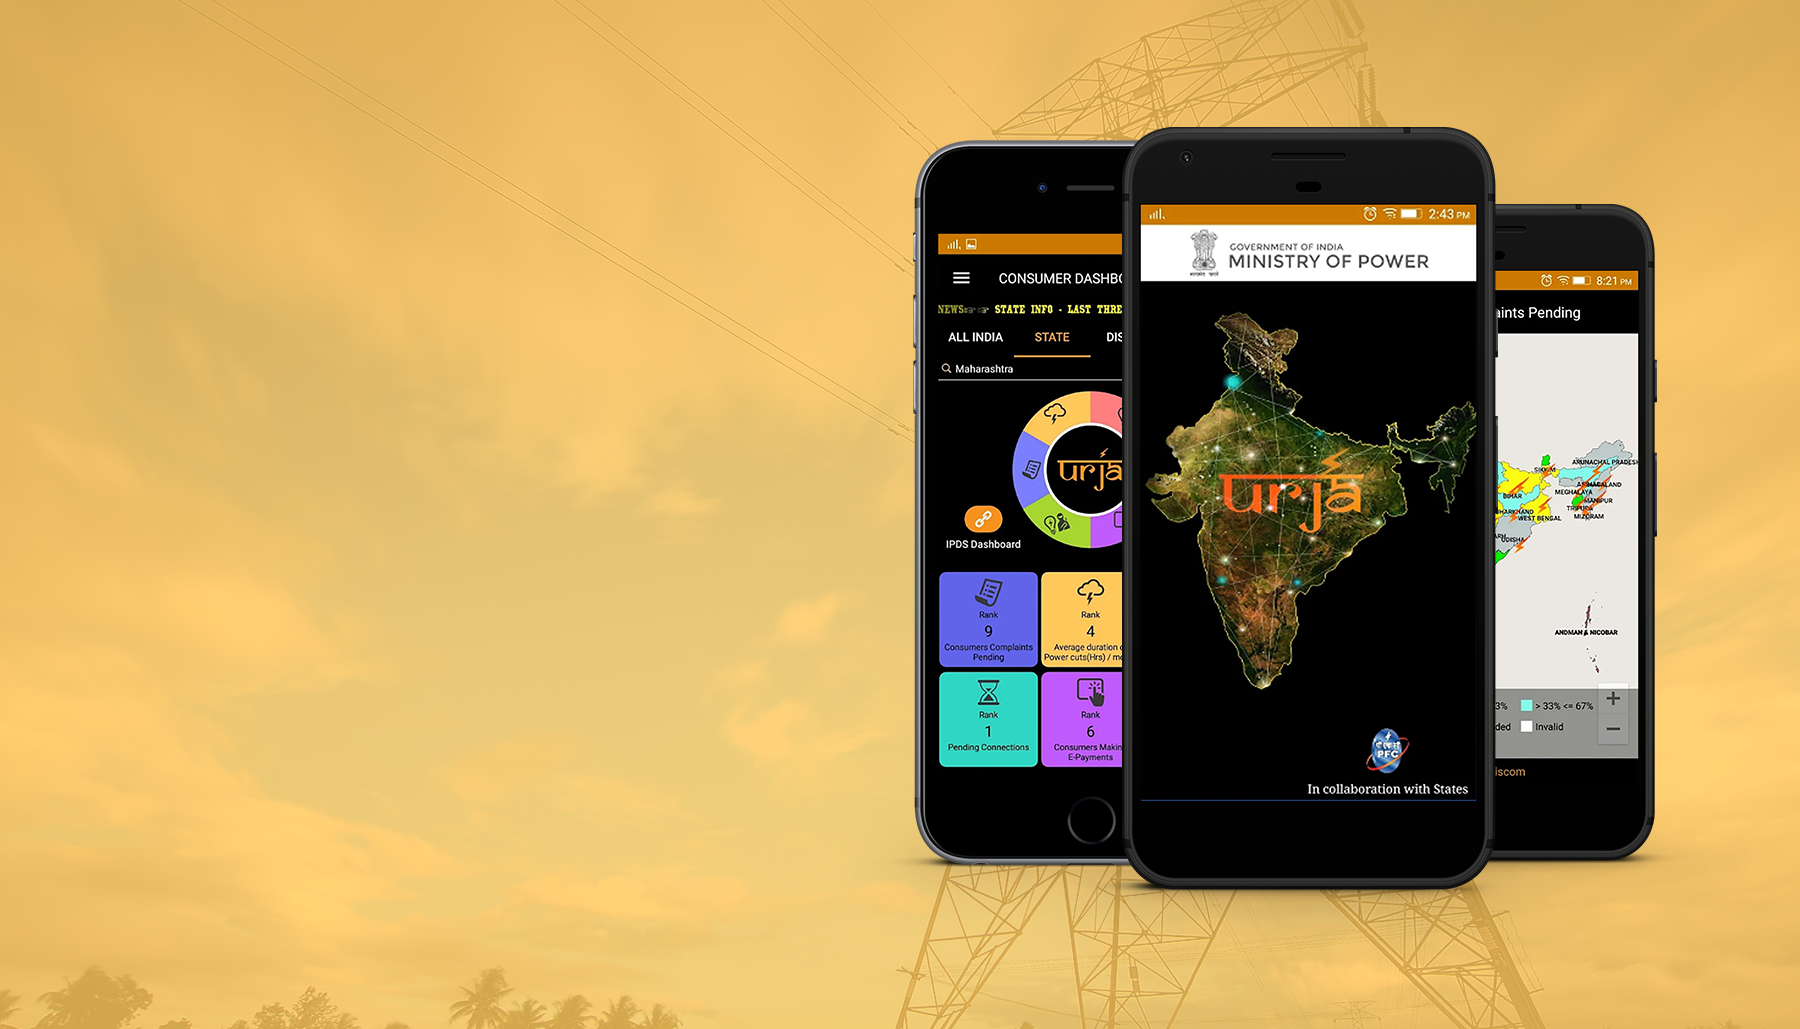 CONSUMER DASHBO
NEWS STATE INFO - LAST THRE
ALL INDIA STATE DIS
Maharashtra
urja
IPDS Dashboard
Rank
9
Consumers Complaints
Pending
Rank
4
Average duration
Power cuts(Hrs) / mo
Rank
1
Pending Connections
Rank
6
Consumers Makin
E-Payments
2:43 PM
GOVERNMENT OF INDIA
MINISTRY OF POWER
urja
PFC
In collaboration with States
8:21 PM
aints Pending
SIKKIM
ARUNACHAL PRADESH
BIHAR
MEGHALAYA
MANIPUR
TRIPURA
MIZORAM
WEST BENGAL
ODISHA
ANDMAN & NICOBAR
3% > 33% <= 67%
ded Invalid
+
−
iscom